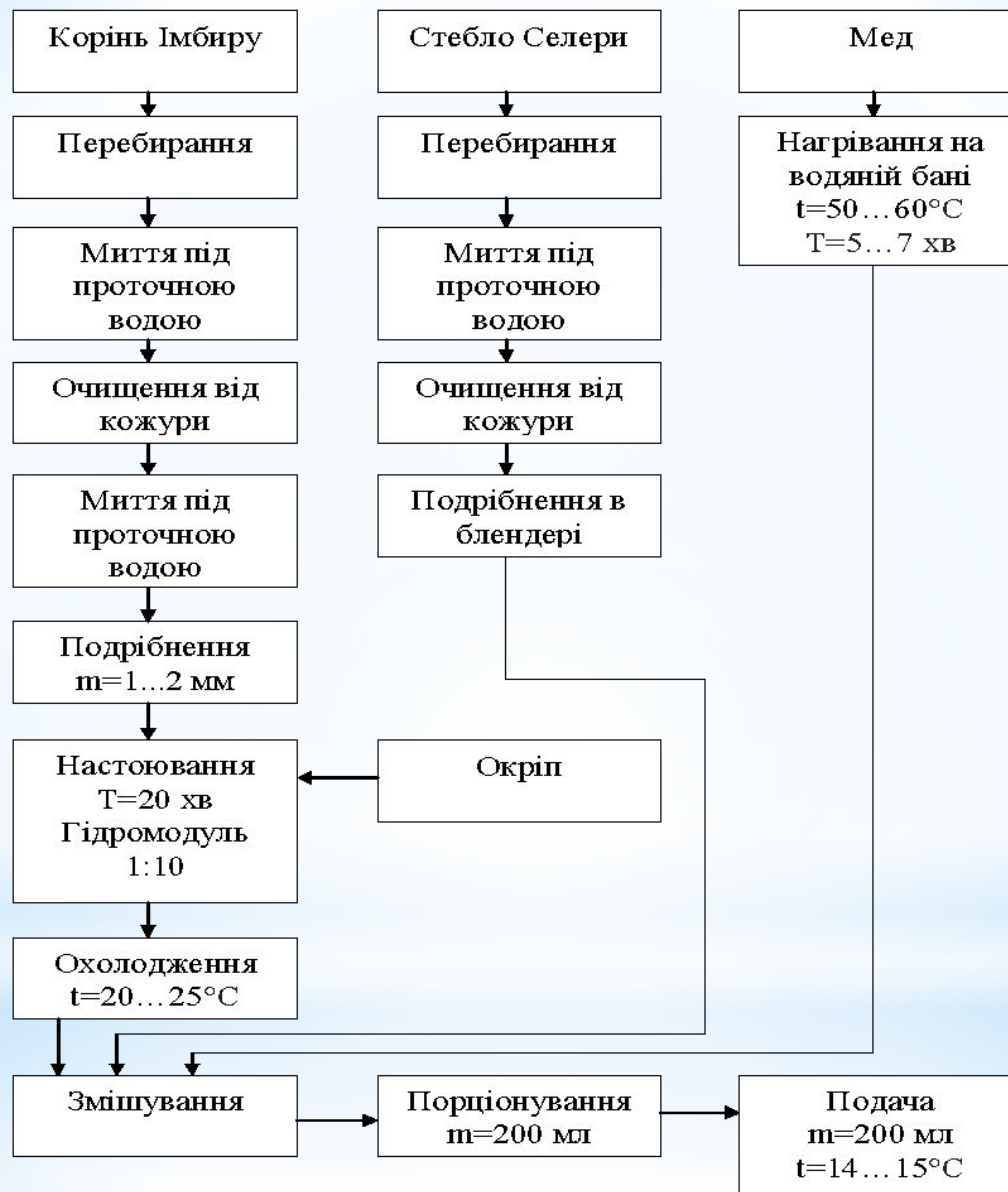 Корінь Імбиру
Стебло Селери
Мед
Перебирання
Перебирання
Нагрівання на
водяній бані
t=50…60°C
T=5…7 хв
Миття під
проточною
водою
Миття під
проточною
водою
Очищення від
кожури
Очищення від
кожури
Миття під
проточною
водою
Подрібнення в
блендері
Подрібнення
m=1...2 мм
Настоювання
T=20 хв
Гідромодуль
1:10
Окріп
Охолодження
t=20…25°C
Змішування
Порціонування
m=200 мл
Подача
m=200 мл
t=14…15°C